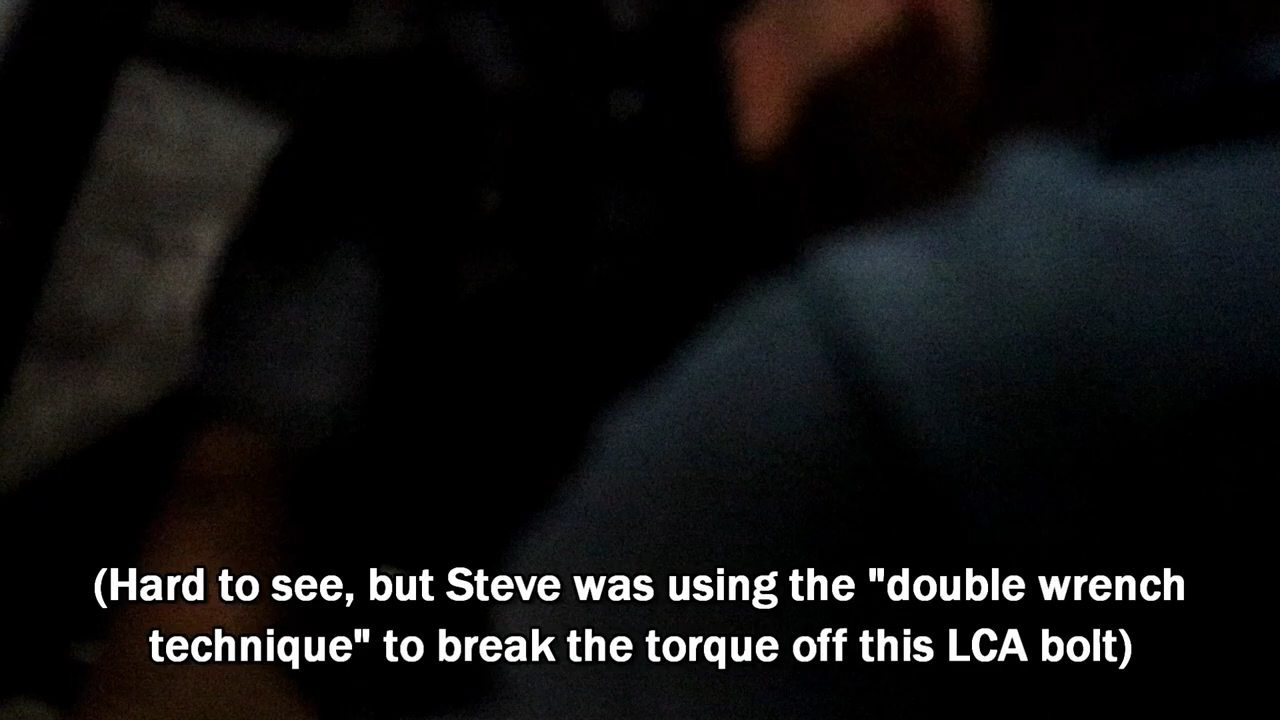 (Hard to see, but Steve was using the "double wrench
technique" to break the torque off this LCA bolt)